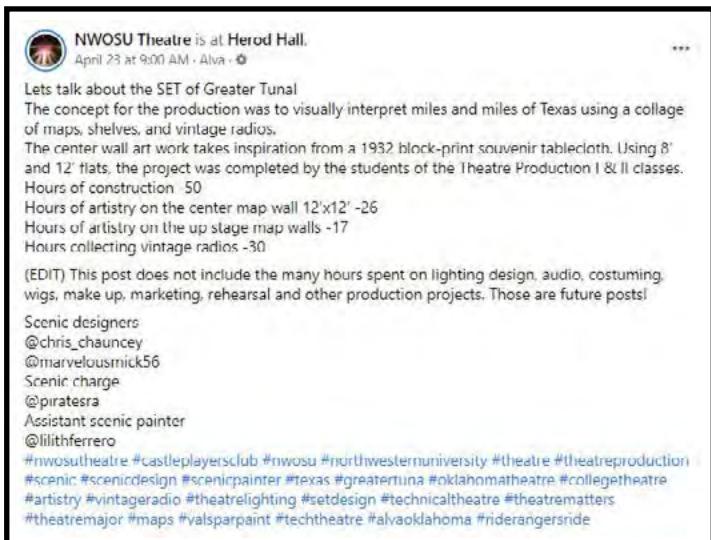 NWOSU Theatre is at Herod Hall.
April 23 at 9:00 AM · Alva ·
Lets talk about the SET of Greater Tuna!
The concept for the production was to visually interpret miles and miles of Texas using a collage
of maps, shelves, and vintage radios.
The center wall art work takes inspiration from a 1932 block-print souvenir tablecloth. Using 8'
and 12' flats, the project was completed by the students of the Theatre Production I & II classes.
Hours of construction -50
Hours of artistry on the center map wall 12'x12' -26
Hours of artistry on the up stage map walls -17
Hours collecting vintage radios -30
(EDIT) This post does not include the many hours spent on lighting design, audio, costuming,
wigs, make up, marketing, rehearsal and other production projects. Those are future posts!
Scenic designers
@chris_chauncey
@marvelousmick56
Scenic charge
@piratesra
Assistant scenic painter
@lilithferrero
#nwosutheatre #castleplayersclub #nwosu #northwesternuniversity #theatre #theatreproduction
#scenic #scenicdesign #scenicpainter #texas #greatertuna #oklahomatheatre #collegetheatre
#artistry #vintageradio #theatrelighting #setdesign #technicaltheatre #theatrematters
#theatremajor #maps #valsparpaint #techtheatre #alvaoklahoma #riderangersride